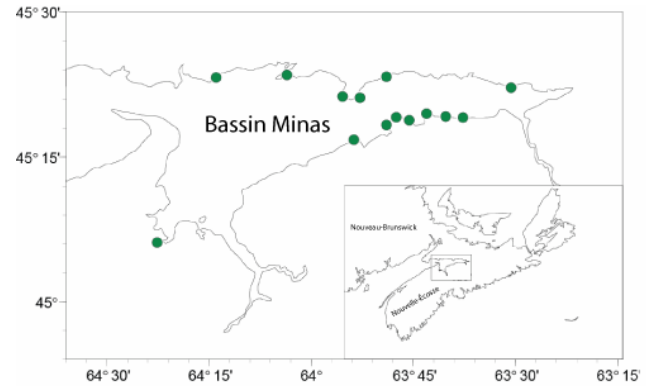 45° 30'
Bassin Minas
45° 15'
Nouveau-Brunswick
Nouvelle-Écosse
45°
64° 30' 64° 15' 64° 63° 45' 63° 30' 63° 15'